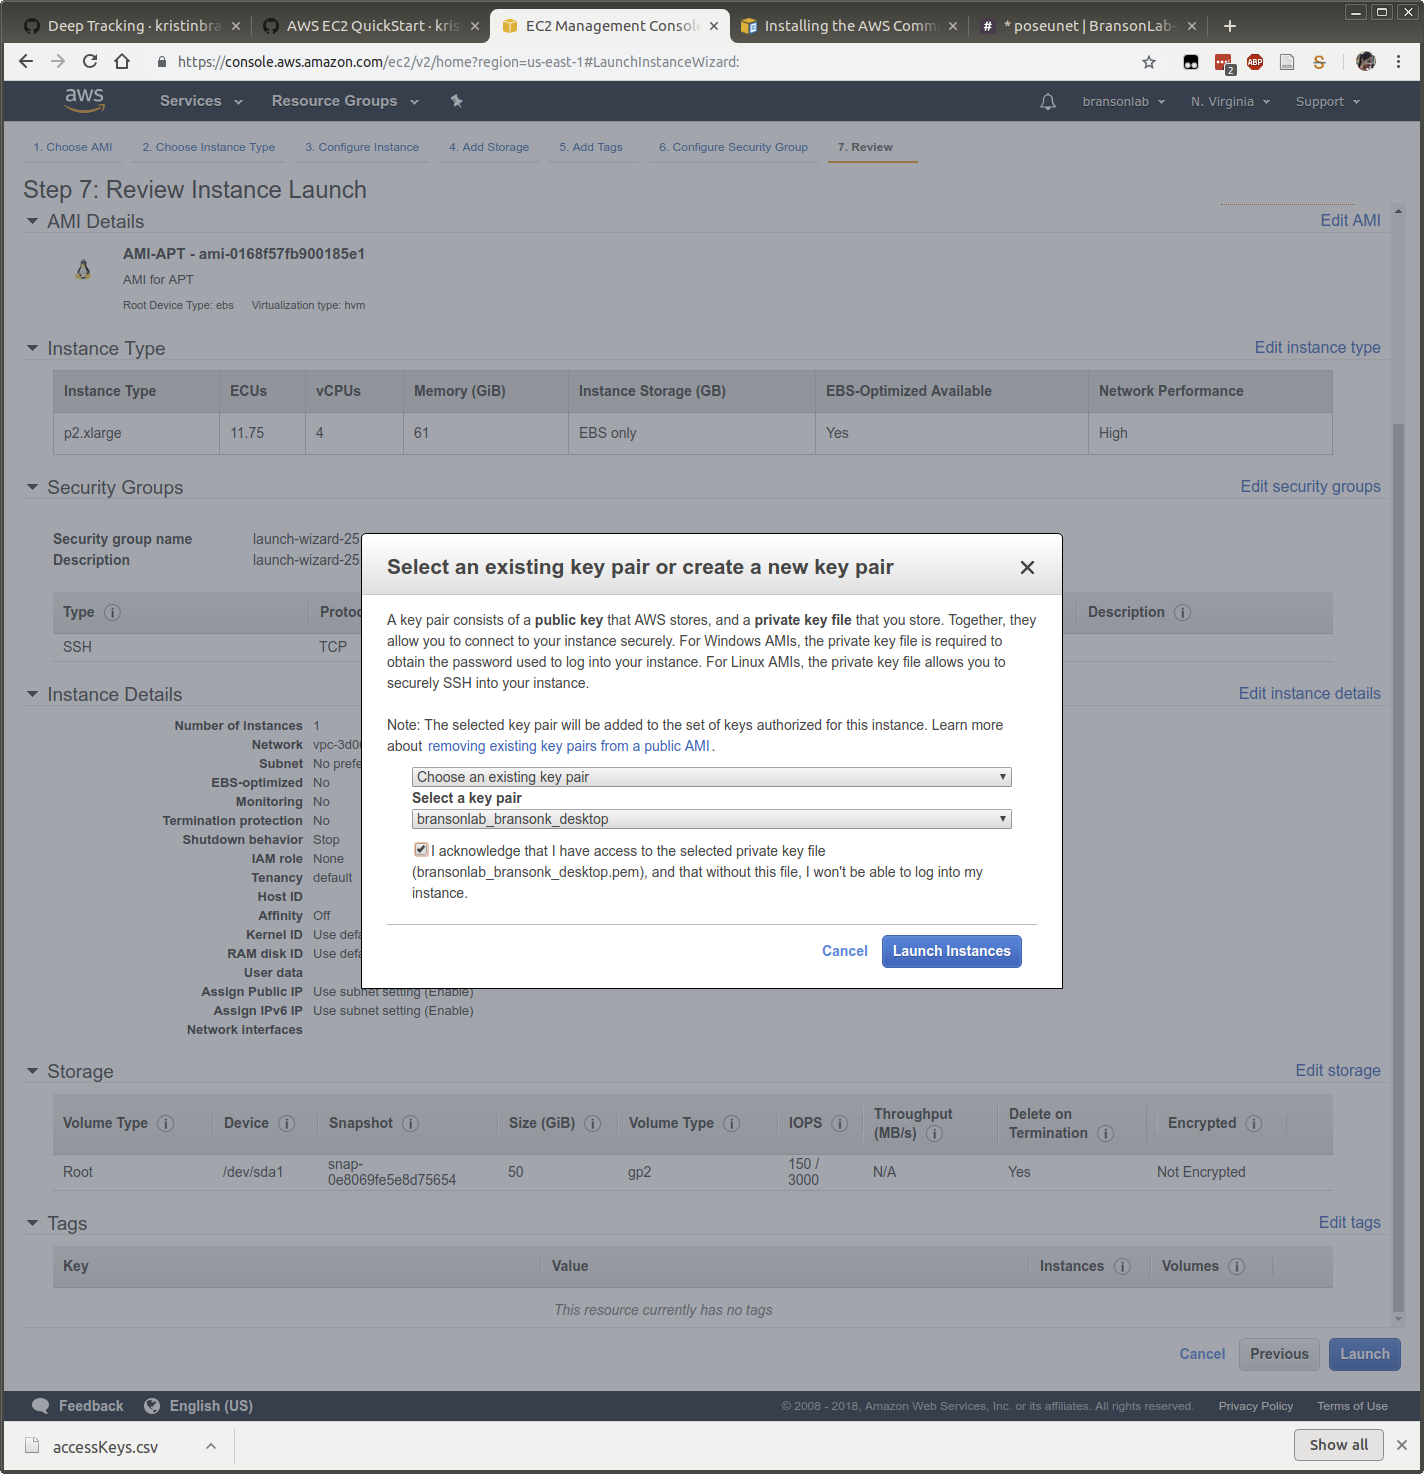 Deep Tracking · kristinbra
AWS EC2 QuickStart · kris
EC2 Management Console
Installing the AWS Comm
* poseunet | BransonLab-
https://console.aws.amazon.com/ec2/v2/home?region=us-east-1#LaunchInstanceWizard:
2
ABP
S
aws
Services
Resource Groups
bransonlab
N. Virginia
Support
1. Choose AMI
2. Choose Instance Type
3. Configure Instance
4. Add Storage
5. Add Tags
6. Configure Security Group
7. Review
Step 7: Review Instance Launch
AMI Details
Edit AMI
AMI-APT - ami-0168f57fb900185e1
AMI for APT
Root Device Type: ebs Virtualization type: hvm
Instance Type
Edit instance type
Instance Type ECUs vCPUs Memory (GiB) Instance Storage (GB) EBS-Optimized Available Network Performance
p2.xlarge 11.75 4 61 EBS only Yes High
Security Groups
Edit security groups
Security group name launch-wizard-25
Description launch-wizard-25
Type Protoc Description
SSH TCP
Instance Details
Edit instance details
Number of instances 1
Network vpc-3d0
Subnet No prefe
EBS-optimized No
Monitoring No
Termination protection No
Shutdown behavior Stop
IAM role None
Tenancy default
Host ID
Affinity Off
Kernel ID Use defa
RAM disk ID Use defa
User data
Assign Public IP Use subnet setting (Enable)
Assign IPv6 IP Use subnet setting (Enable)
Network interfaces
Select an existing key pair or create a new key pair
A key pair consists of a public key that AWS stores, and a private key file that you store. Together, they
allow you to connect to your instance securely. For Windows AMIs, the private key file is required to
obtain the password used to log into your instance. For Linux AMIs, the private key file allows you to
securely SSH into your instance.
Note: The selected key pair will be added to the set of keys authorized for this instance. Learn more
about removing existing key pairs from a public AMI.
Choose an existing key pair
Select a key pair
bransonlab_bransonk_desktop
I acknowledge that I have access to the selected private key file
(bransonlab_bransonk_desktop.pem), and that without this file, I won't be able to log into my
instance.
Cancel
Launch Instances
Storage
Edit storage
Volume Type Device Snapshot Size (GiB) Volume Type IOPS Throughput (MB/s) Delete on Termination Encrypted
Root /dev/sda1 snap-0e8069fe5e8d75654 50 gp2 150 / 3000 N/A Yes Not Encrypted
Tags
Edit tags
Key Value Instances Volumes
This resource currently has no tags
Cancel
Previous
Launch
Feedback
English (US)
© 2008 - 2018, Amazon Web Services, Inc. or its affiliates. All rights reserved.
Privacy Policy
Terms of Use
accessKeys.csv
Show all